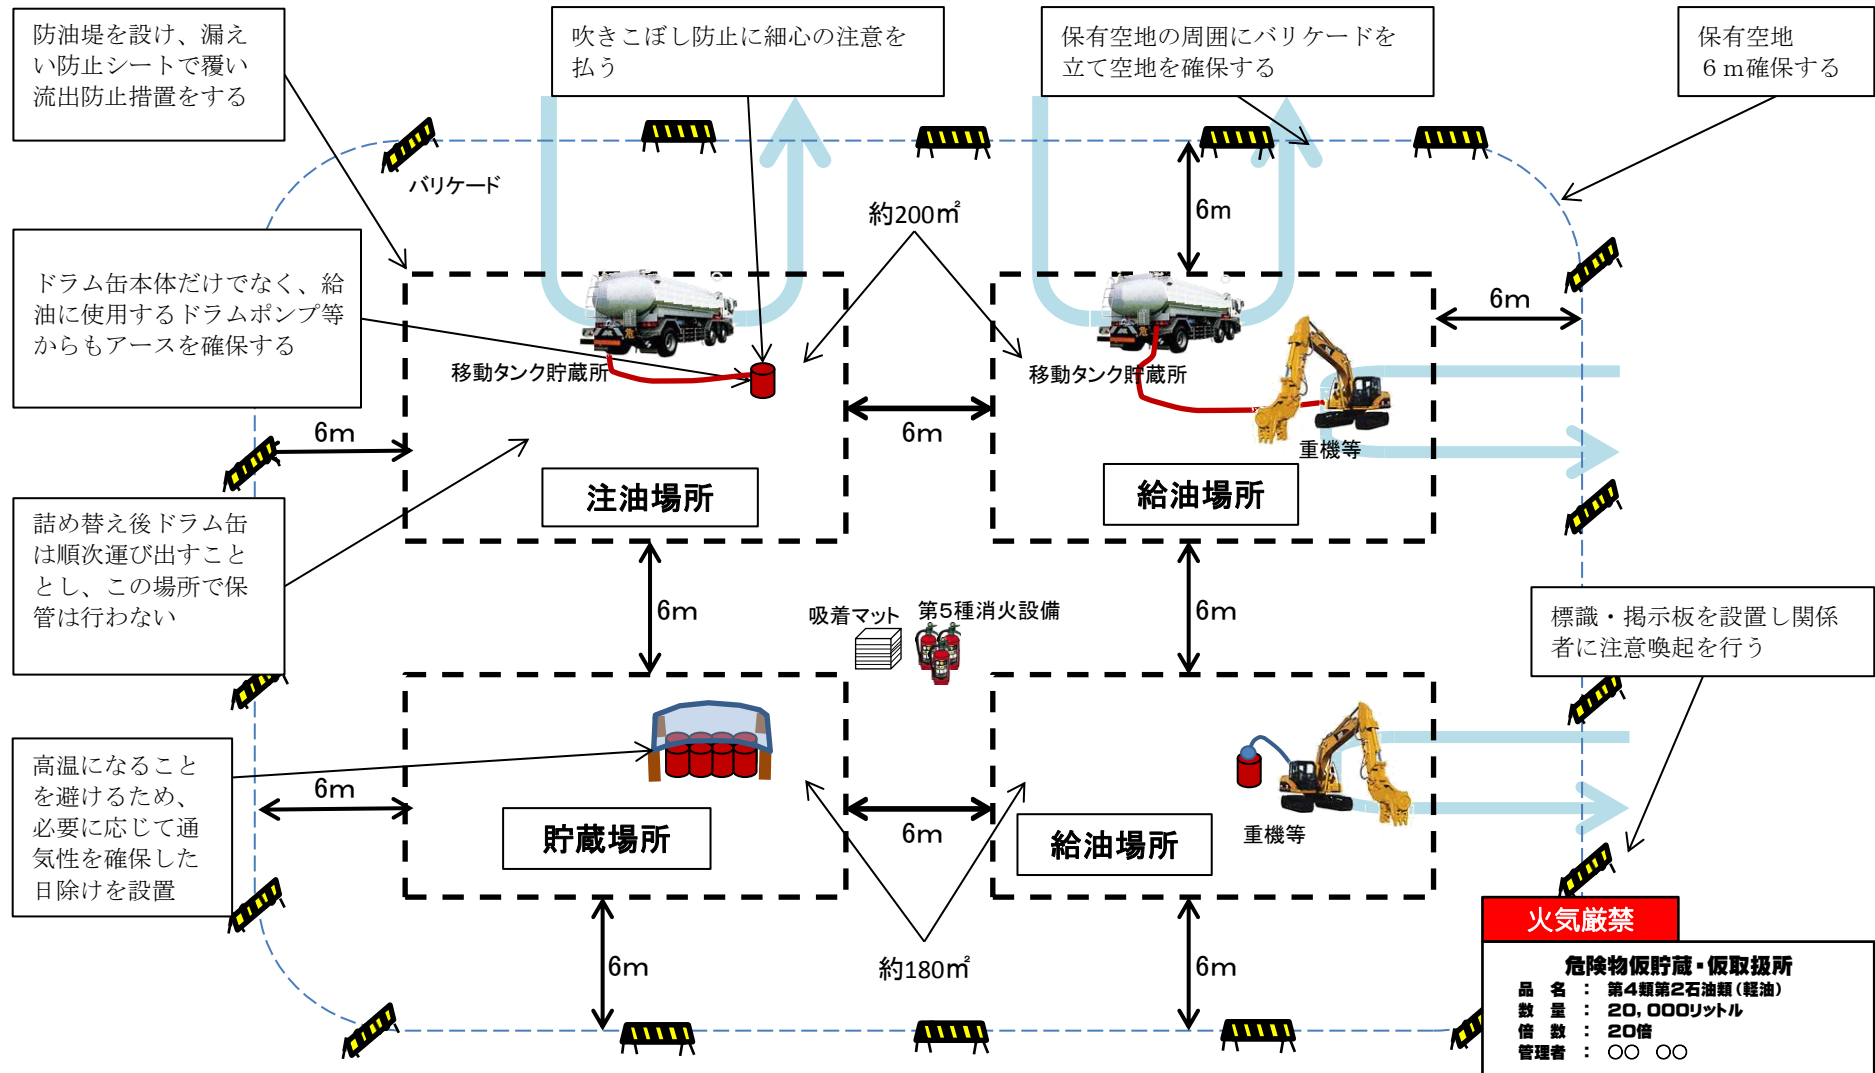 防油堤を設け、漏え
い防止シートで覆い
流出防止措置をする
吹きこぼし防止に細心の注意を
払う
保有空地の周囲にバリケードを
立て空地を確保する
保有空地
６ｍ確保する
バリケード
ドラム缶本体だけでなく、給
油に使用するドラムポンプ等
からもアースを確保する
約200㎡
6m
6m
移動タンク貯蔵所
移動タンク貯蔵所
6m
6m
重機等
注油場所
給油場所
詰め替え後ドラム缶
は順次運び出すこと
とし、この場所で保
管は行わない
6m
吸着マット
第5種消火設備
6m
標識・掲示板を設置し関係
者に注意喚起を行う
高温になること
を避けるため、
必要に応じて通
気性を確保した
日除けを設置
6m
貯蔵場所
6m
給油場所
重機等
6m
約180㎡
6m
火気厳禁
危険物仮貯蔵・仮取扱所
品　名　：　第4類第2石油類（軽油）
数　量　：　20,000リットル
倍　数　：　20倍
管理者　：　○○　○○
危